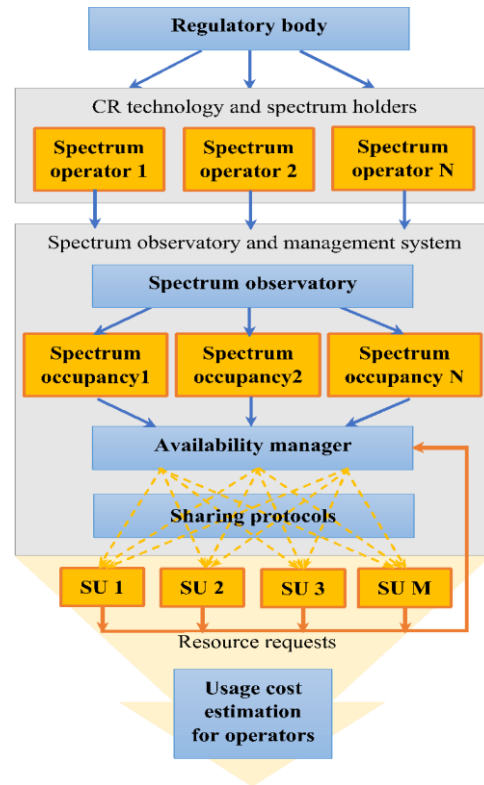 Regulatory body
CR technology and spectrum holders
Spectrum operator 1
Spectrum operator 2
Spectrum operator N
Spectrum observatory and management system
Spectrum observatory
Spectrum occupancy1
Spectrum occupancy2
Spectrum occupancy N
Availability manager
Sharing protocols
SU 1
SU 2
SU 3
SU M
Resource requests
Usage cost
estimation
for operators